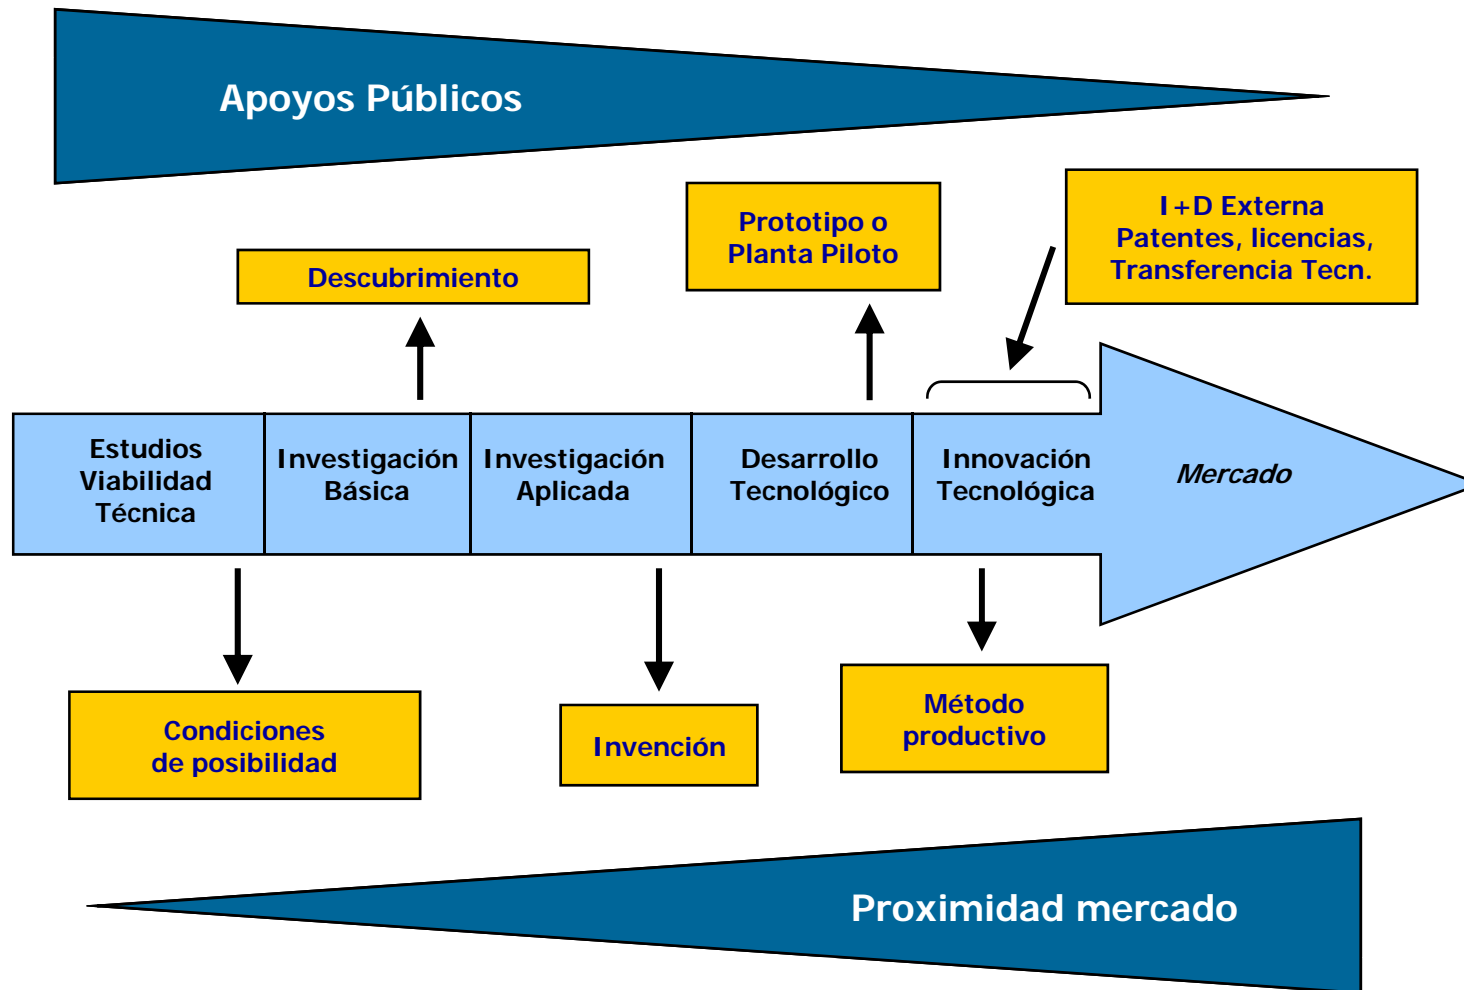 Apoyos Públicos
I+D Externa
Patentes, licencias,
Transferencia Tecn.
Prototipo o
Planta Piloto
Descubrimiento
Estudios
Viabilidad
Técnica
Investigación
Básica
Investigación
Aplicada
Desarrollo
Tecnológico
Innovación
Tecnológica
Mercado
Condiciones
de posibilidad
Invención
Método
productivo
Proximidad mercado